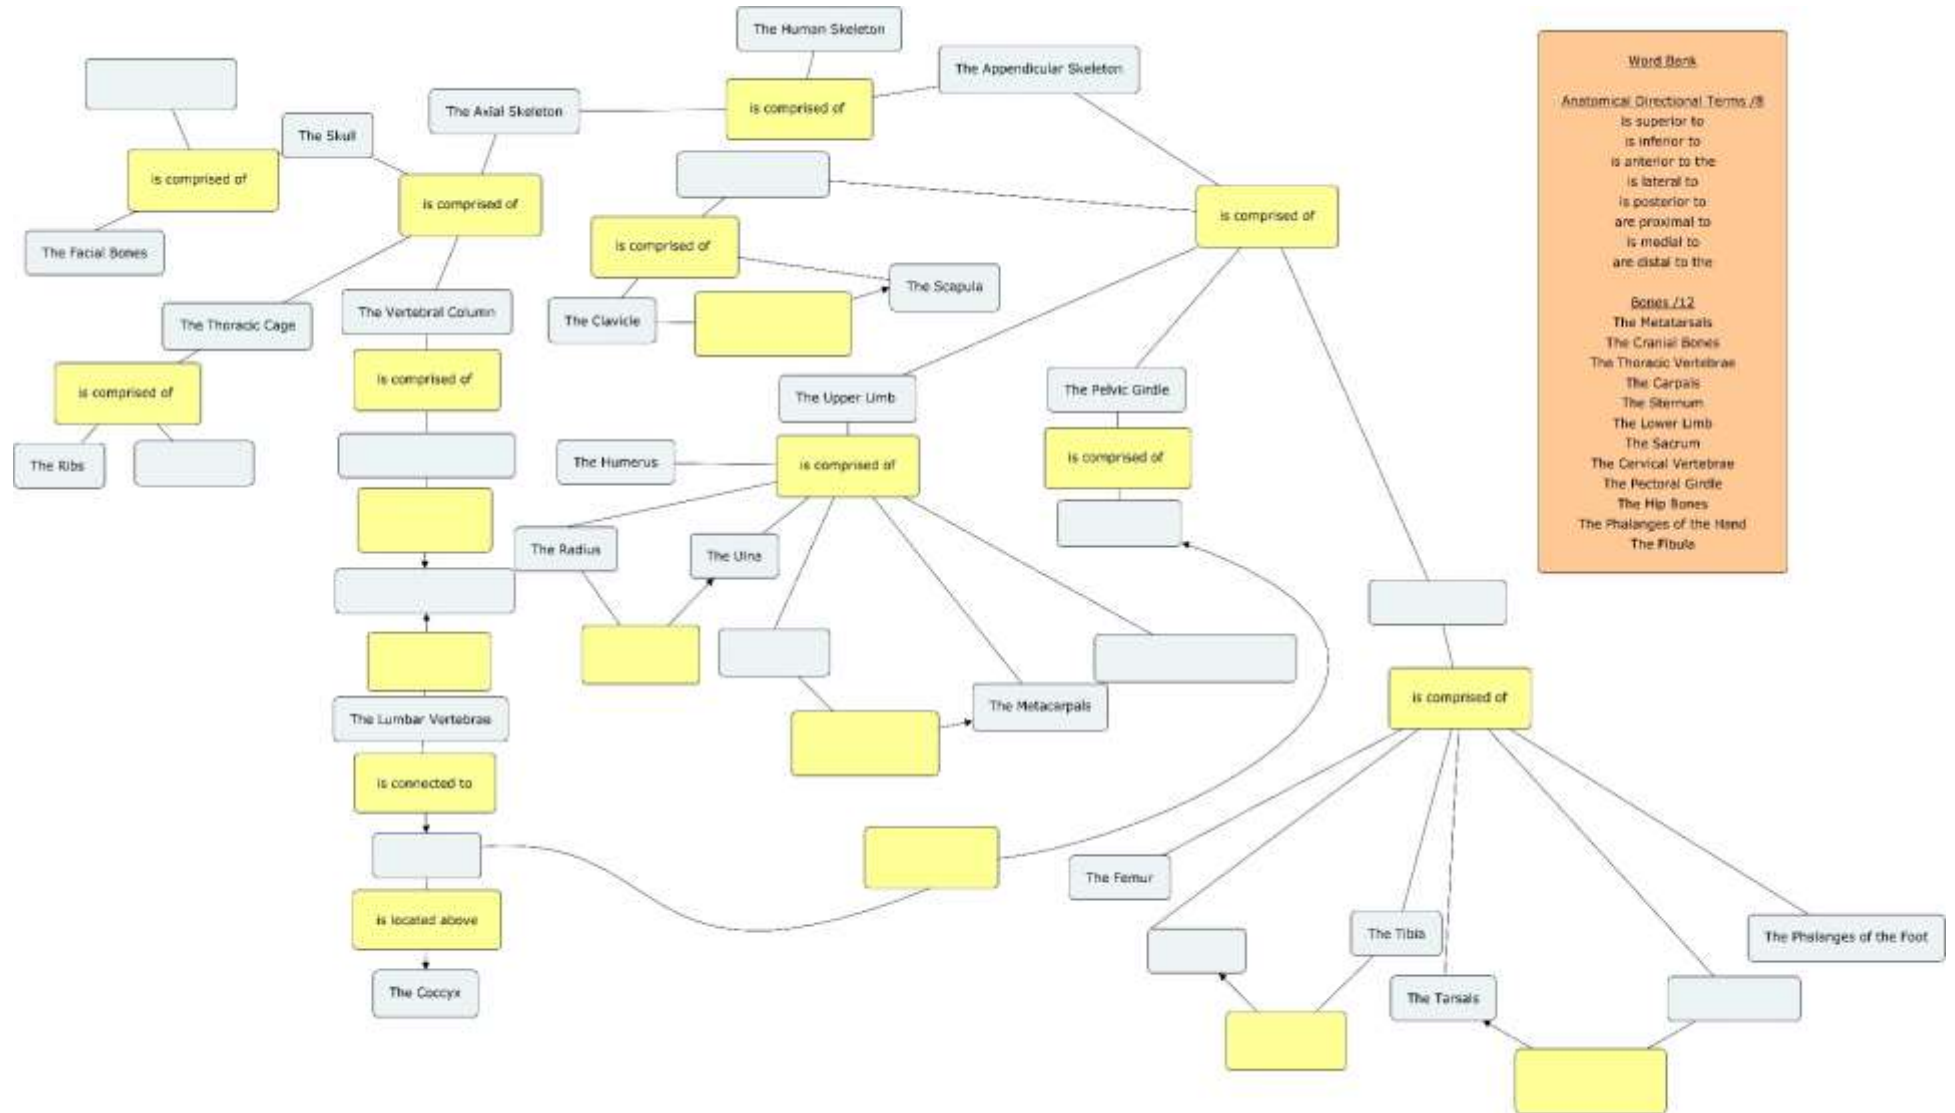 The Human Skeleton
The Appendicular Skeleton
is comprised of
The Axial Skeleton
The Skull
is comprised of
is comprised of
The Facial Bones
is comprised of
is comprised of
The Scapula
The Clavicle
The Thoracic Cage
The Vertebral Column
is comprised of
is comprised of
The Ribs
The Upper Limb
The Pelvic Girdle
is comprised of
is comprised of
The Humerus
The Radius
The Ulna
The Metacarpals
The Lumbar Vertebrae
is connected to
is located above
The Coccyx
is comprised of
The Femur
The Tibia
The Tarsals
The Phalanges of the Foot
Word Bank
Anatomical Directional Terms /8
is superior to
is inferior to
is anterior to the
is lateral to
is posterior to
are proximal to
is medial to
are distal to the
Bones /12
The Metatarsals
The Cranial Bones
The Thoracic Vertebrae
The Carpals
The Sternum
The Lower Limb
The Sacrum
The Cervical Vertebrae
The Pectoral Girdle
The Hip Bones
The Phalanges of the Hand
The Fibula